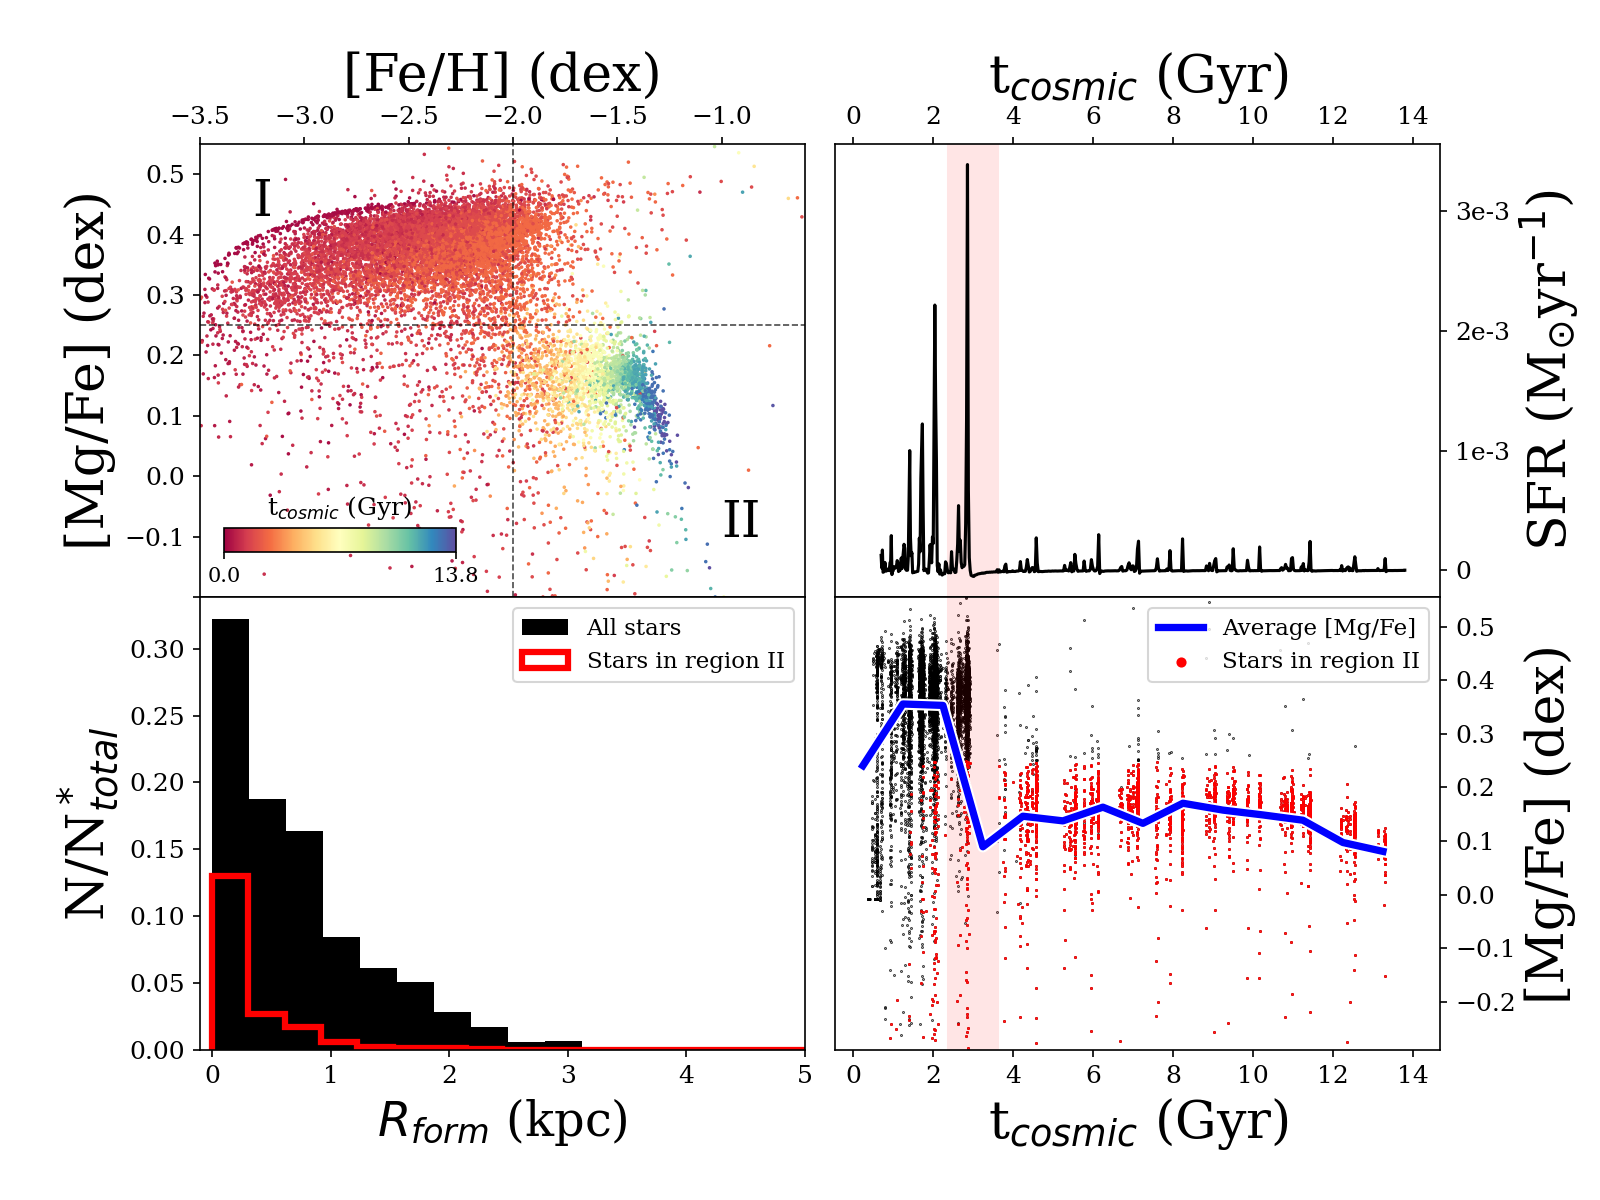 [Fe/H] (dex)
−3.5 −3.0 −2.5 −2.0 −1.5 −1.0
t_cosmic (Gyr)
0 2 4 6 8 10 12 14
[Mg/Fe] (dex)
0.5
0.4
0.3
0.2
0.1
0.0
−0.1
I
II
t_cosmic (Gyr)
0.0 13.8
3e-3
2e-3
1e-3
0
SFR (M⊙yr⁻¹)
N/N*total
0.30
0.25
0.20
0.15
0.10
0.05
0.00
All stars
Stars in region II
0 1 2 3 4 5
R_form (kpc)
Average [Mg/Fe]
Stars in region II
0.5
0.4
0.3
0.2
0.1
0.0
−0.1
−0.2
[Mg/Fe] (dex)
0 2 4 6 8 10 12 14
t_cosmic (Gyr)